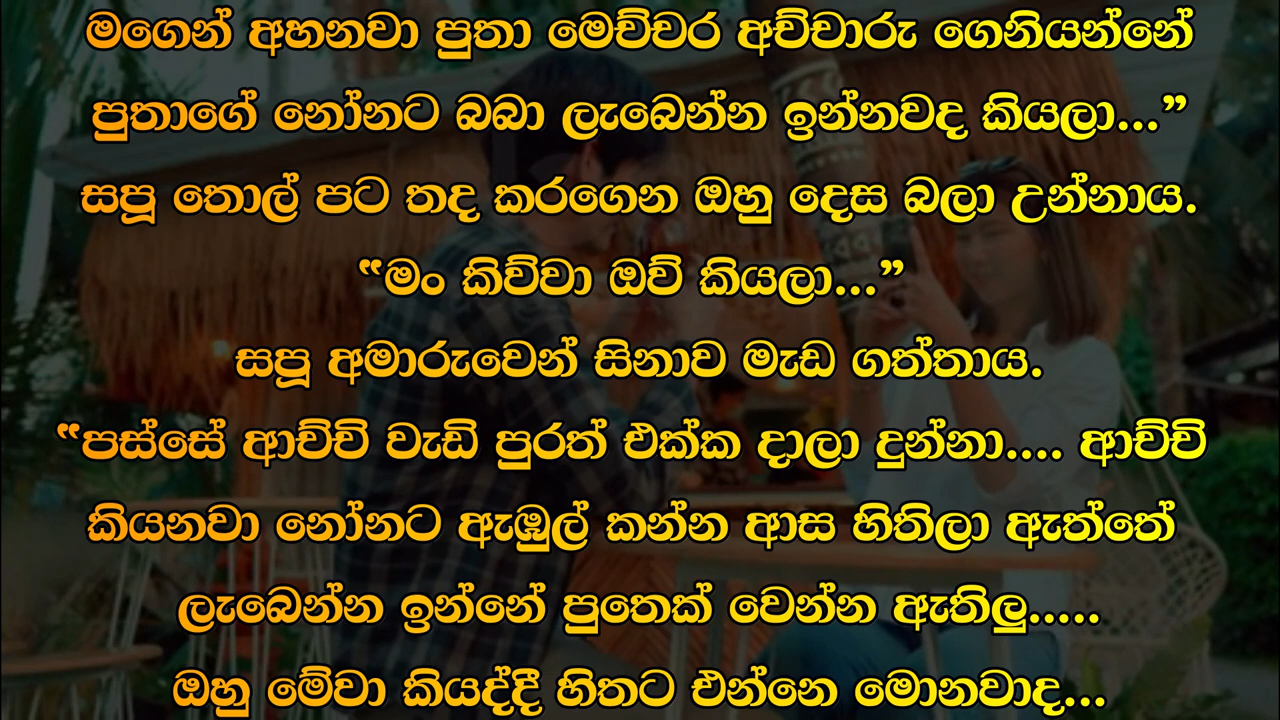 මගෙන් අහනවා පුතා මෙච්චර අච්චාරු ගෙනියන්නේ
පුතාගේ නෝනට බබා ලැබෙන්න ඉන්නවද කියලා...”
සපූ තොල් පට තද කරගෙන ඔහු දෙස බලා උන්නාය.
“මං කිව්වා ඔව් කියලා...”
සපූ අමාරුවෙන් සිනාව මැඩ ගත්තාය.
“පස්සේ ආච්චි වැඩි පුරත් එක්ක දාලා දුන්නා.... ආච්චි
කියනවා නෝනට ඇඹුල් කන්න ආස හිතිලා ඇත්තේ
ලැබෙන්න ඉන්නේ පුතෙක් වෙන්න ඇතිලු.....
ඔහු මේවා කියද්දී හිතට එන්නෙ මොනවාද...